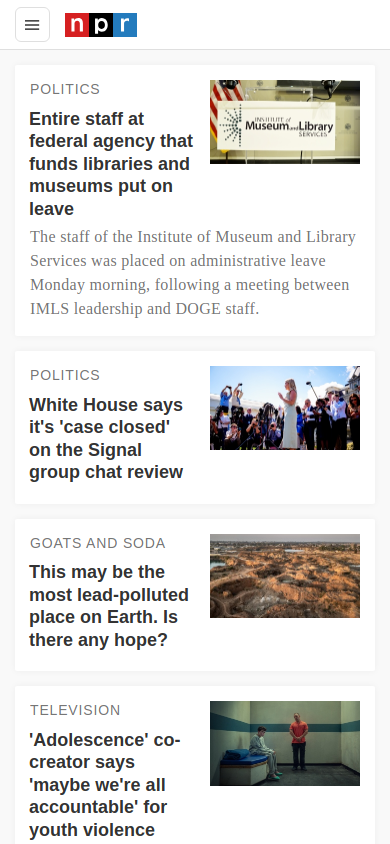 npr
POLITICS
Entire staff at
federal agency that
funds libraries and
museums put on
leave
INSTITUTE of
Museum and Library
SERVICES
The staff of the Institute of Museum and Library
Services was placed on administrative leave
Monday morning, following a meeting between
IMLS leadership and DOGE staff.
POLITICS
White House says
it's 'case closed'
on the Signal
group chat review
GOATS AND SODA
This may be the
most lead-polluted
place on Earth. Is
there any hope?
TELEVISION
'Adolescence' co-
creator says
'maybe we're all
accountable' for
youth violence